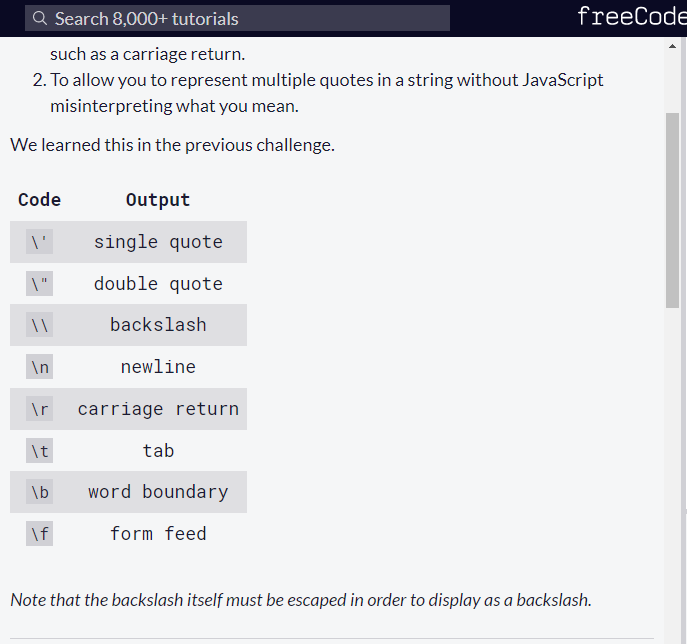 Search 8,000+ tutorials
freeCode
such as a carriage return.
2. To allow you to represent multiple quotes in a string without JavaScript
misinterpreting what you mean.
We learned this in the previous challenge.
Code Output
\' single quote
\" double quote
\\ backslash
\n newline
\r carriage return
\t tab
\b word boundary
\f form feed
Note that the backslash itself must be escaped in order to display as a backslash.